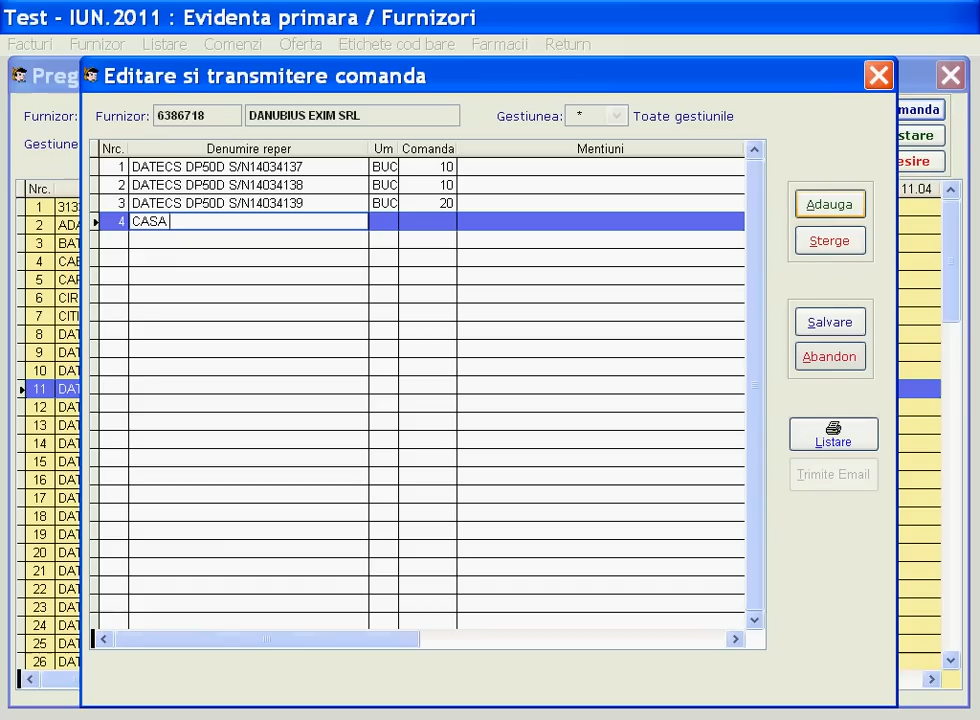 Test - IUN.2011 : Evidenta primara / Furnizori
Facturi Furnizor Listare Comenzi Oferta Etichete cod bare Farmacii Return
Preg
Editare si transmitere comanda
Furnizor:
Furnizor: 6386718 DANUBIUS EXIM SRL Gestiunea: * Toate gestiunile
manda
stare
esire
Gestiune
Nrc. Denumire reper Um Comanda Mentiuni
1 DATECS DP50D S/N14034137 BUC 10
2 DATECS DP50D S/N14034138 BUC 10
3 DATECS DP50D S/N14034139 BUC 20
4 CASA
Adauga
Sterge
Salvare
Abandon
Listare
Trimite Email
Nrc. 11.04
1 313
2 ADA
3 BAT
4 CAE
5 CAF
6 CIR
7 CITI
8 DAT
9 DAT
10 DAT
11 DAT
12 DAT
13 DAT
14 DAT
15 DAT
16 DAT
17 DAT
18 DAT
19 DAT
20 DAT
21 DAT
22 DAT
23 DAT
24 DAT
25 DAT
26 DAT